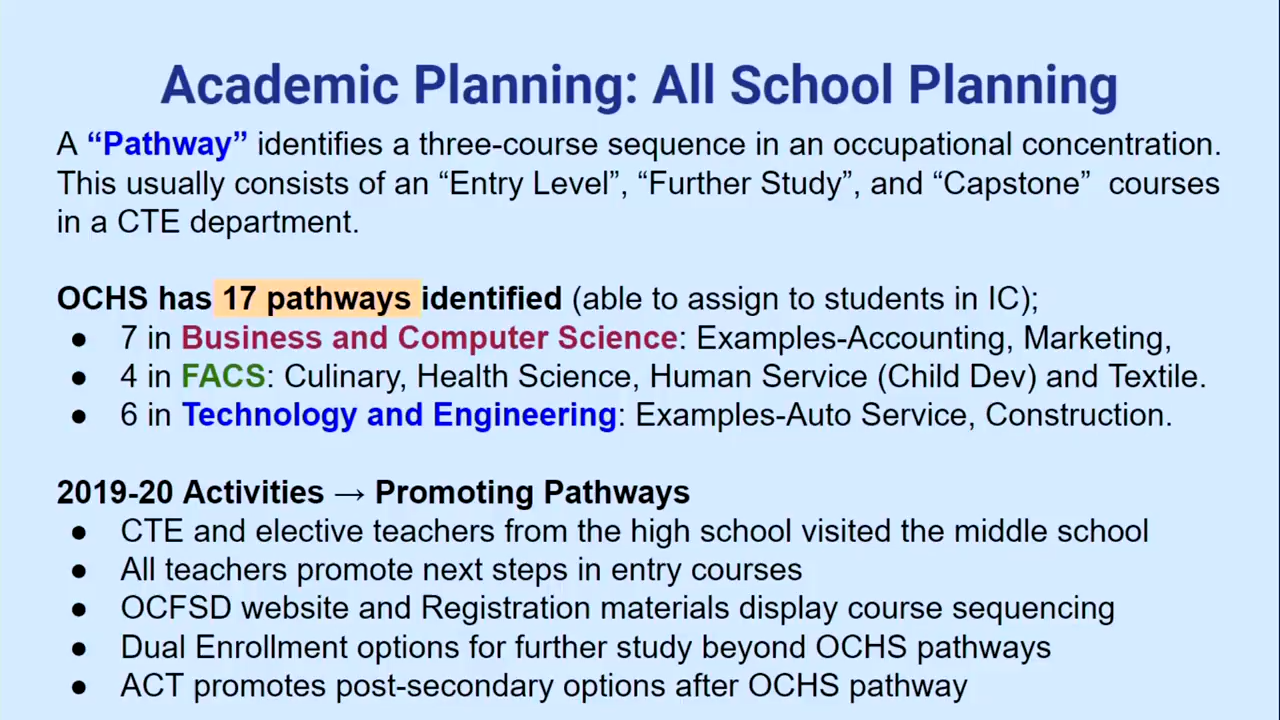 Academic Planning: All School Planning
A “Pathway” identifies a three-course sequence in an occupational concentration.
This usually consists of an “Entry Level”, “Further Study”, and “Capstone” courses
in a CTE department.
OCHS has 17 pathways identified (able to assign to students in IC);
● 7 in Business and Computer Science: Examples-Accounting, Marketing,
● 4 in FACS: Culinary, Health Science, Human Service (Child Dev) and Textile.
● 6 in Technology and Engineering: Examples-Auto Service, Construction.
2019-20 Activities → Promoting Pathways
● CTE and elective teachers from the high school visited the middle school
● All teachers promote next steps in entry courses
● OCFSD website and Registration materials display course sequencing
● Dual Enrollment options for further study beyond OCHS pathways
● ACT promotes post-secondary options after OCHS pathway